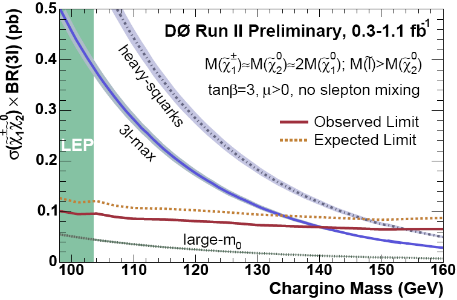 DØ Run II Preliminary, 0.3-1.1 fb⁻¹
M(χ̃₁^±)≈M(χ̃₂⁰)≈2M(χ̃₁⁰); M(l̃)>M(χ̃₂⁰)
tanβ=3, μ>0, no slepton mixing
Observed Limit
Expected Limit
heavy-squarks
3l-max
LEP
large-m₀
σ(χ̃₁^± χ̃₂⁰) × BR(3l) (pb)
0.5
0.4
0.3
0.2
0.1
0
100 110 120 130 140 150 160
Chargino Mass (GeV)